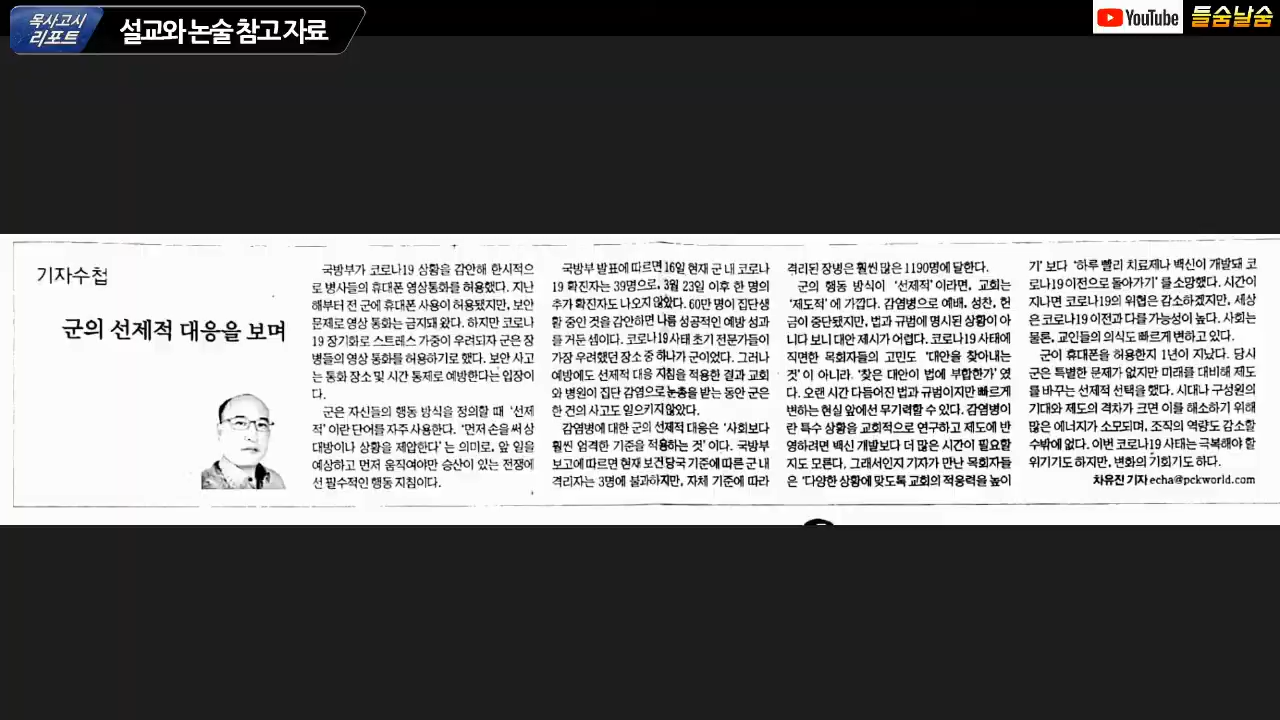 목사고시
리포트
설교와 논술 참고 자료
YouTube 들숨날숨
기자수첩
군의 선제적 대응을 보며
국방부가 코로나19 상황을 감안해 한시적으
로 병사들의 휴대폰 영상통화를 허용했다. 지난
해부터 전 군에 휴대폰 사용이 허용됐지만, 보안
문제로 영상 통화는 금지돼 왔다. 하지만 코로나
19 장기화로 스트레스 가중이 우려되자 군은 장
병들의 영상 통화를 허용하기로 했다. 보안 사고
는 통화 장소 및 시간 통제로 예방한다는 입장이
다.
군은 자신들의 행동 방식을 정의할 때 '선제
적'이란 단어를 자주 사용한다. '먼저 손을 써 상
대방이나 상황을 제압한다'는 의미로, 앞 일을
예상하고 먼저 움직여야만 승산이 있는 전쟁에
선 필수적인 행동 지침이다.
국방부 발표에 따르면 16일 현재 군 내 코로나
19 확진자는 39명으로, 3월 23일 이후 한 명의
추가 확진자도 나오지 않았다. 60만 명이 집단생
활 중인 것을 감안하면 나름 성공적인 예방 성과
를 거둔 셈이다. 코로나19 사태 초기 전문가들이
가장 우려했던 장소 중 하나가 군이었다. 그러나
예방에도 선제적 대응 지침을 적용한 결과 교회
와 병원이 집단 감염으로 눈총을 받는 동안 군은
한 건의 사고도 일으키지 않았다.
감염병에 대한 군의 선제적 대응은 '사회보다
훨씬 엄격한 기준을 적용하는 것'이다. 국방부
보고에 따르면 현재 보건당국 기준에 따른 군 내
격리자는 3명에 불과하지만, 자체 기준에 따라
격리된 장병은 훨씬 많은 1190명에 달한다.
군의 행동 방식이 '선제적'이라면, 교회는
'제도적'에 가깝다. 감염병으로 예배, 성찬, 헌
금이 중단됐지만, 법과 규범에 명시된 상황이 아
니다 보니 대안 제시가 어렵다. 코로나19 사태에
직면한 목회자들의 고민도 '대안을 찾아내는
것'이 아니라. '찾은 대안이 법에 부합한가'였
다. 오랜 시간 다듬어진 법과 규범이지만 빠르게
변하는 현실 앞에선 무기력할 수 있다. 감염병이
란 특수 상황을 교회적으로 연구하고 제도에 반
영하려면 백신 개발보다 더 많은 시간이 필요할
지도 모른다. 그래서인지 기자가 만난 목회자들
은 '다양한 상황에 맞도록 교회의 적응력을 높이
기' 보다 '하루 빨리 치료제나 백신이 개발돼 코
로나19 이전으로 돌아가기'를 소망했다. 시간이
지나면 코로나19의 위협은 감소하겠지만, 세상
은 코로나19 이전과 다를 가능성이 높다. 사회는
물론, 교인들의 의식도 빠르게 변하고 있다.
군이 휴대폰을 허용한지 1년이 지났다. 당시
군은 특별한 문제가 없지만 미래를 대비해 제도
를 바꾸는 선제적 선택을 했다. 시대나 구성원의
기대와 제도의 격차가 크면 이를 해소하기 위해
많은 에너지가 소모되며, 조직의 역량도 감소할
수밖에 없다. 이번 코로나19 사태는 극복해야 할
위기기도 하지만, 변화의 기회기도 하다.
차유진 기자 echa@pckworld.com